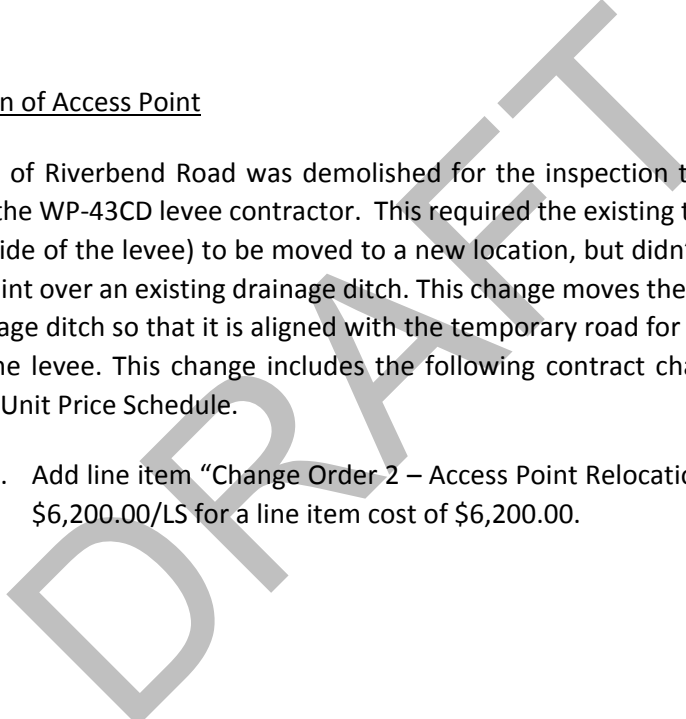 n of Access Point
of Riverbend Road was demolished for the inspection t
the WP-43CD levee contractor. This required the existing t
ide of the levee) to be moved to a new location, but didn
int over an existing drainage ditch. This change moves the
age ditch so that it is aligned with the temporary road for
he levee. This change includes the following contract cha
Unit Price Schedule.
. Add line item “Change Order 2 – Access Point Relocatio
$6,200.00/LS for a line item cost of $6,200.00.
DRAFT